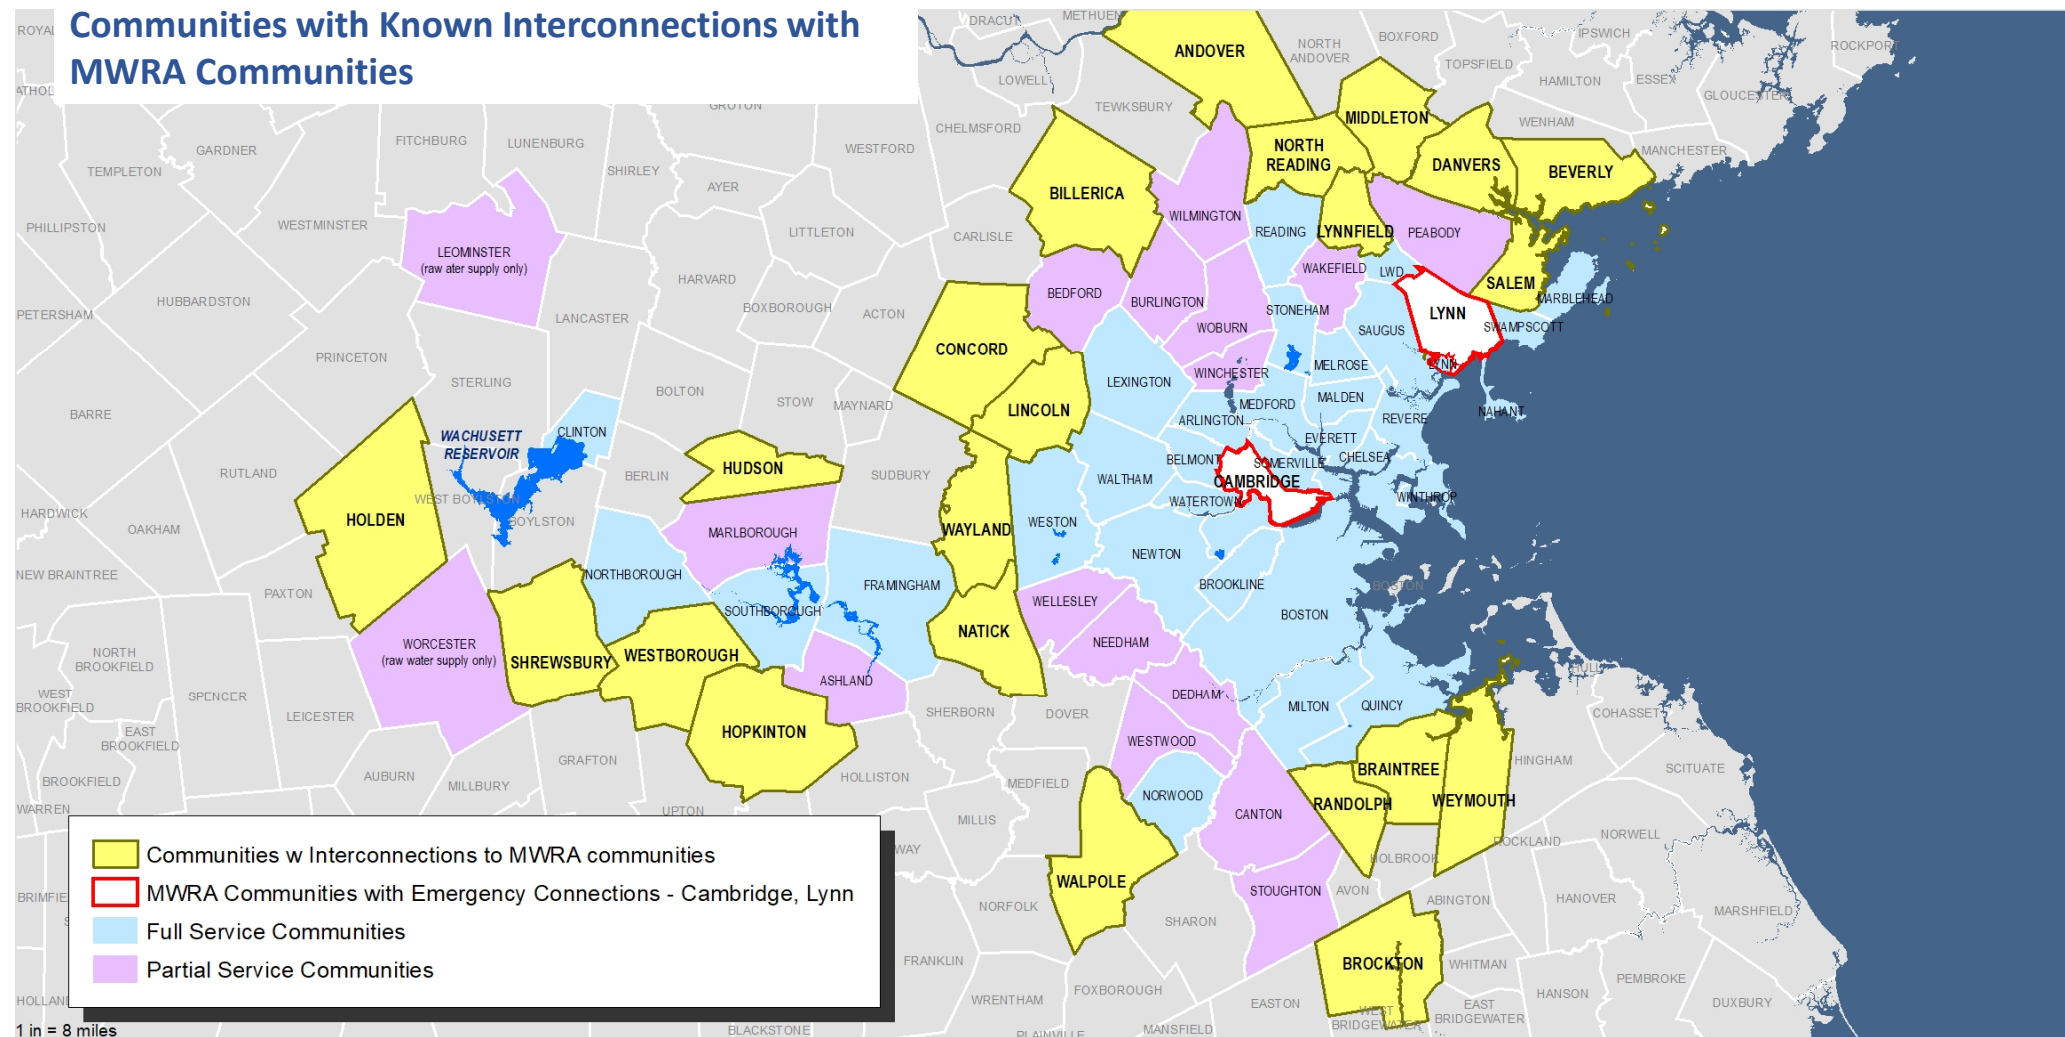 Communities with Known Interconnections with
MWRA Communities
DRACUT
METHUEN
ANDOVER
NORTH
ANDOVER
BOXFORD
IPSWICH
ROCKPORT
TOPSFIELD
HAMILTON
ESSEX
GLOUCESTER
LOWELL
TEWKSBURY
MIDDLETON
WENHAM
MANCHESTER
GROTON
CHELMSFORD
FITCHBURG
LUNENBURG
GARDNER
TEMPLETON
SHIRLEY
AYER
WESTFORD
NORTH
READING
DANVERS
BEVERLY
BILLERICA
WILMINGTON
READING
LYNNFIELD
PEABODY
PHILLIPSTON
WESTMINSTER
LITTLETON
CARLISLE
LEOMINSTER
(raw ater supply only)
HARVARD
WAKEFIELD
LWD
SALEM
MARBLEHEAD
BEDFORD
BURLINGTON
STONEHAM
LYNN
SWAMPSCOTT
HUBBARDSTON
PETERSHAM
LANCASTER
BOXBOROUGH
ACTON
WOBURN
SAUGUS
PRINCETON
CONCORD
WINCHESTER
MELROSE
LYNN
LEXINGTON
STERLING
BOLTON
STOW
MAYNARD
LINCOLN
MEDFORD
MALDEN
NAHANT
ARLINGTON
REVERE
BARRE
WACHUSETT
RESERVOIR
CLINTON
EVERETT
CHELSEA
BELMONT
SOMERVILLE
CAMBRIDGE
RUTLAND
BERLIN
HUDSON
SUDBURY
WALTHAM
WATERTOWN
WINTHROP
HARDWICK
OAKHAM
HOLDEN
BOYLSTON
MARLBOROUGH
WAYLAND
WESTON
NEWTON
NEW BRAINTREE
PAXTON
NORTHBOROUGH
SOUTHBOROUGH
FRAMINGHAM
BROOKLINE
BOSTON
BOSTON
WELLESLEY
NEEDHAM
NATICK
WORCESTER
(raw water supply only)
SHREWSBURY
WESTBOROUGH
ASHLAND
NORTH
BROOKFIELD
WEST
BROOKFIELD
SPENCER
LEICESTER
EAST
BROOKFIELD
BROOKFIELD
AUBURN
MILLBURY
GRAFTON
HOPKINTON
SHERBORN
DOVER
DEDHAM
MILTON
QUINCY
HULL
COHASSET
WESTWOOD
HOLLISTON
MEDFIELD
NORWOOD
BRAINTREE
HINGHAM
SCITUATE
WARREN
UPTON
MILLIS
CANTON
RANDOLPH
WEYMOUTH
ROCKLAND
NORWELL
WAY
HOLBROOK
WALPOLE
STOUGHTON
AVON
ABINGTON
HANOVER
MARSHFIELD
NORFOLK
SHARON
BROCKTON
WHITMAN
FRANKLIN
WRENTHAM
FOXBOROUGH
EASTON
WEST
BRIDGEWATER
EAST
BRIDGEWATER
HANSON
PEMBROKE
DUXBURY
PLAINVILLE
MANSFIELD
BLACKSTONE
Communities w Interconnections to MWRA communities
MWRA Communities with Emergency Connections - Cambridge, Lynn
Full Service Communities
Partial Service Communities
1 in = 8 miles